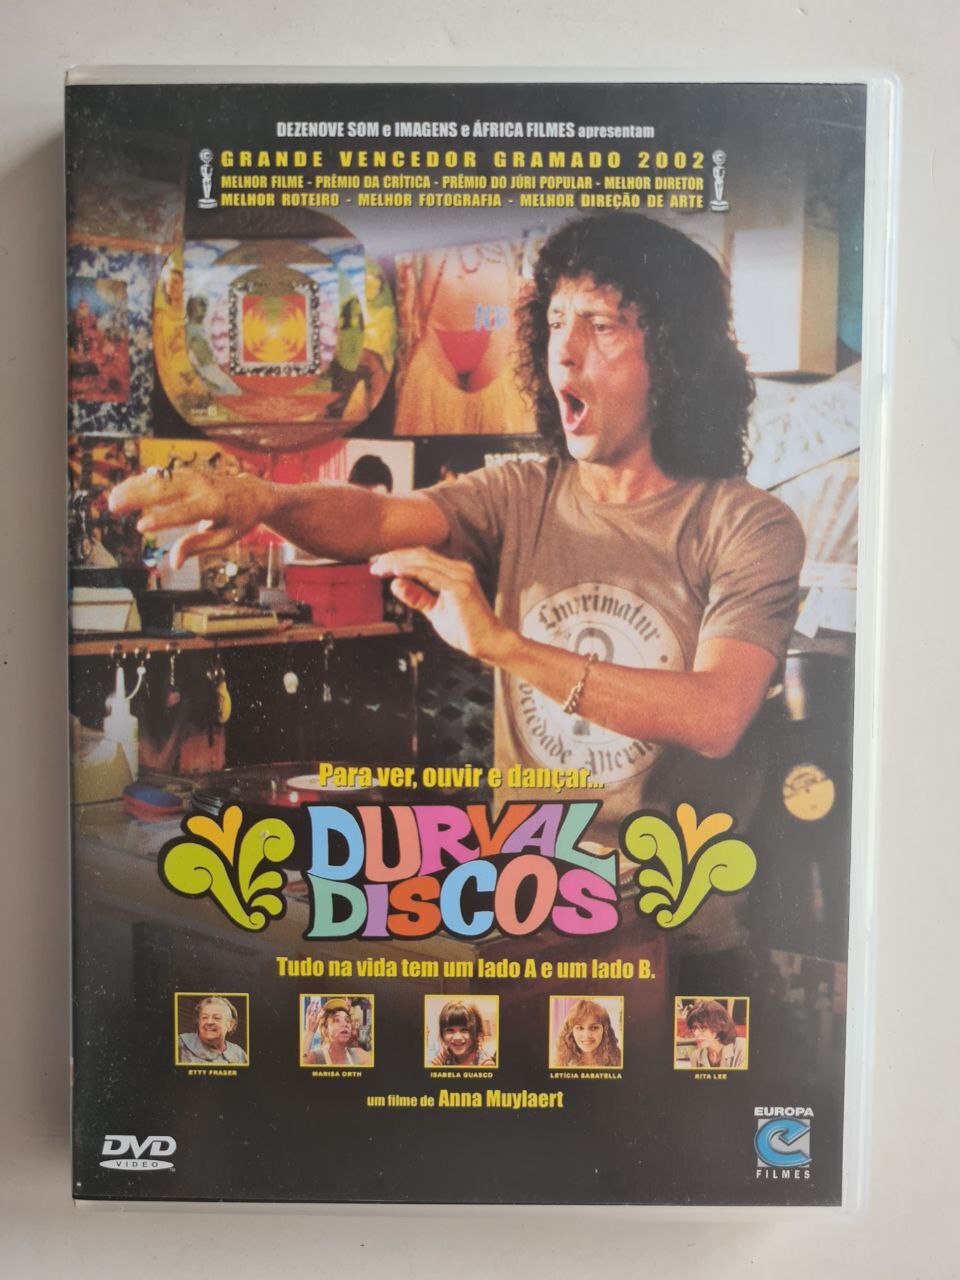 DEZENOVE SOM e IMAGENS e ÁFRICA FILMES apresentam
GRANDE VENCEDOR GRAMADO 2002
MELHOR FILME - PRÊMIO DA CRÍTICA - PRÊMIO DO JÚRI POPULAR - MELHOR DIRETOR
MELHOR ROTEIRO - MELHOR FOTOGRAFIA - MELHOR DIREÇÃO DE ARTE
Imprimatur
Para ver, ouvir e dançar...
DURVAL
DISCOS
Tudo na vida tem um lado A e um lado B.
ETTY FRASER MARISA ORTH ISABELA GUASCO LETÍCIA SABATELLA RITA LEE
um filme de Anna Muylaert
DVD
VIDEO
EUROPA
FILMES